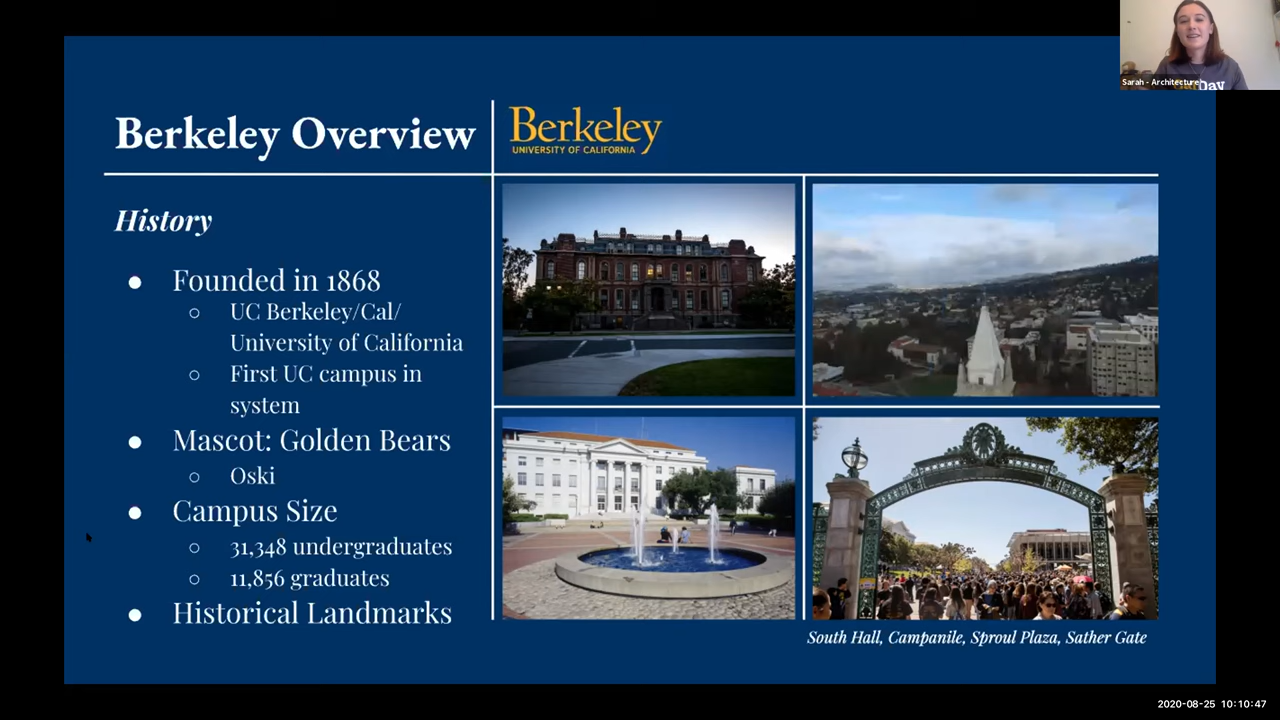 Sarah - Architecture
Day
Berkeley Overview
Berkeley
UNIVERSITY OF CALIFORNIA
History
● Founded in 1868
○ UC Berkeley/Cal/
University of California
○ First UC campus in
system
● Mascot: Golden Bears
○ Oski
● Campus Size
○ 31,348 undergraduates
○ 11,856 graduates
● Historical Landmarks
South Hall, Campanile, Sproul Plaza, Sather Gate
2020-08-25 10:10:47